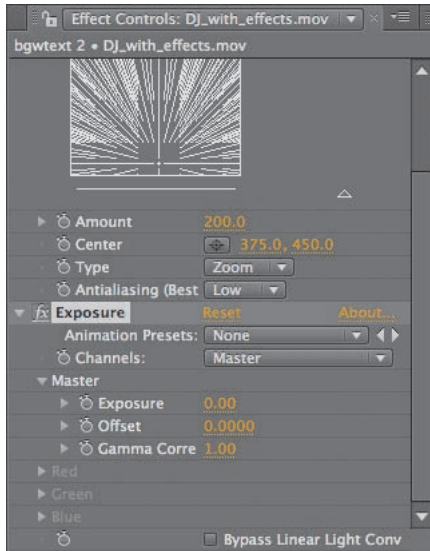 Effect Controls: DJ_with_effects.mov
bgwtext 2 • DJ_with_effects.mov
Amount 200.0
Center 375.0, 450.0
Type Zoom
Antialiasing (Best Low
fx Exposure Reset About...
Animation Presets: None
Channels: Master
Master
Exposure 0.00
Offset 0.0000
Gamma Corre 1.00
Red
Green
Blue
Bypass Linear Light Conv